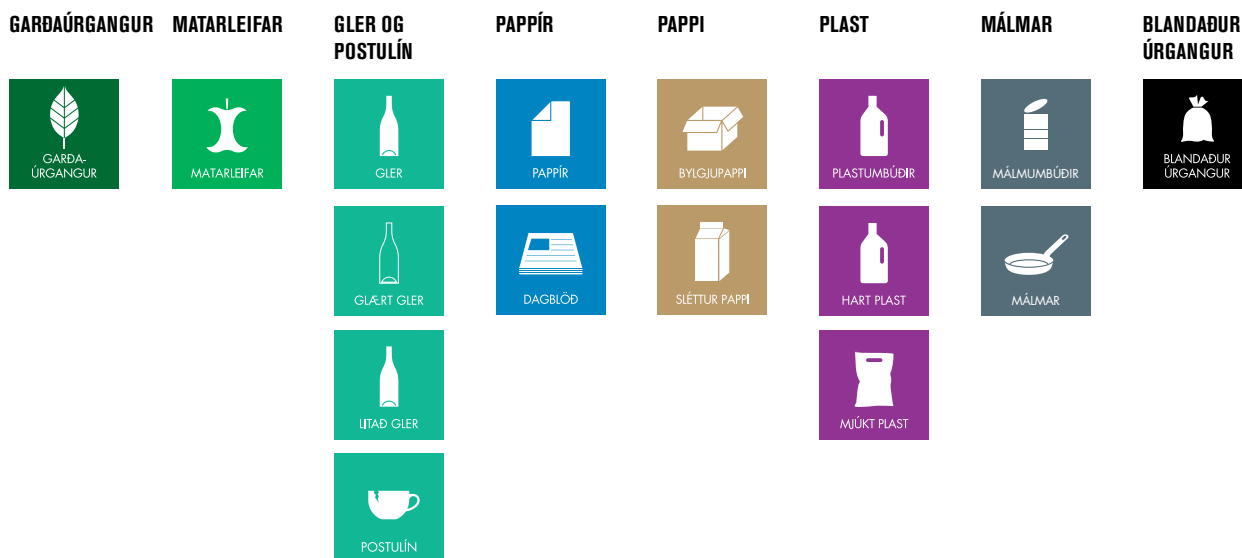 GARÐAÚRGANGUR
MATARLEIFAR
GLER OG
POSTULÍN
PAPPÍR
PAPPI
PLAST
MÁLMAR
BLANDAÐUR
ÚRGANGUR
GARÐA-
ÚRGANGUR
MATARLEIFAR
GLER
PAPPÍR
BYLGJUPAPPI
PLASTUMBÚÐIR
MÁLMUMBÚÐIR
BLANDAÐUR
ÚRGANGUR
GLÆRT GLER
DAGBLÖÐ
SLÉTTUR PAPPI
HART PLAST
MÁLMAR
LITAÐ GLER
MJÚKT PLAST
POSTULÍN